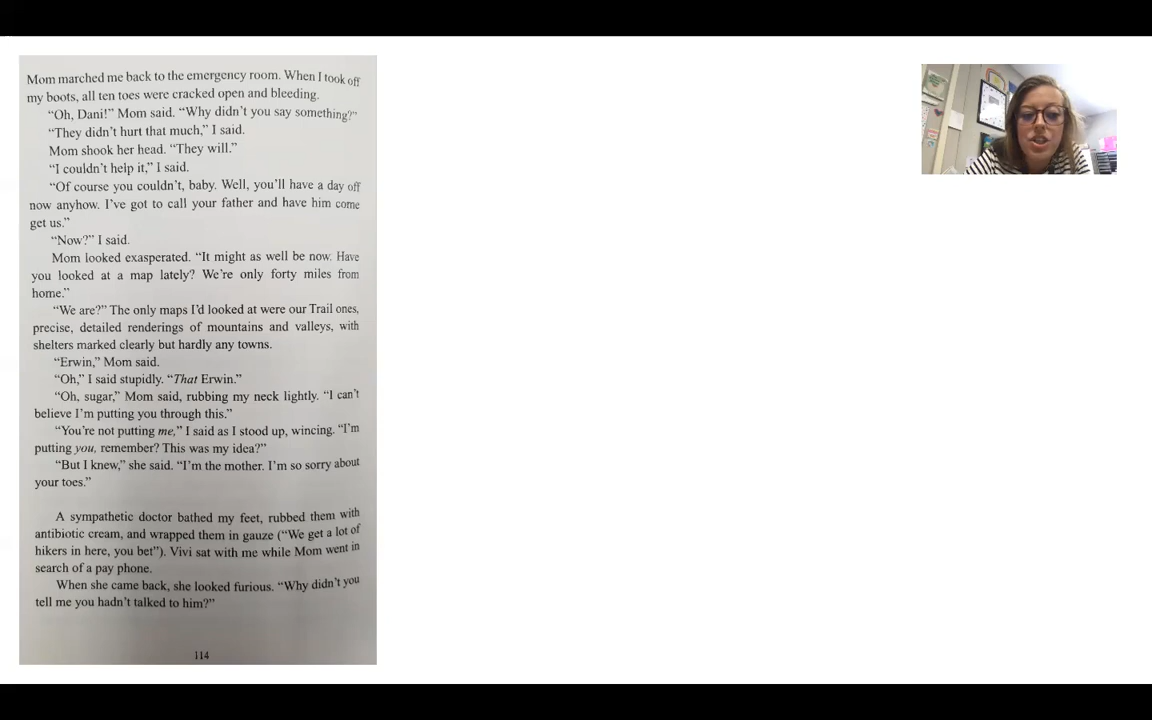 Mom marched me back to the emergency room. When I took off
my boots, all ten toes were cracked open and bleeding.
“Oh, Dani!” Mom said. “Why didn’t you say something?”
“They didn’t hurt that much,” I said.
Mom shook her head. “They will.”
“I couldn’t help it,” I said.
“Of course you couldn’t, baby. Well, you’ll have a day off
now anyhow. I’ve got to call your father and have him come
get us.”
“Now?” I said.
Mom looked exasperated. “It might as well be now. Have
you looked at a map lately? We’re only forty miles from
home.”
“We are?” The only maps I’d looked at were our Trail ones,
precise, detailed renderings of mountains and valleys, with
shelters marked clearly but hardly any towns.
“Erwin,” Mom said.
“Oh,” I said stupidly. “That Erwin.”
“Oh, sugar,” Mom said, rubbing my neck lightly. “I can’t
believe I’m putting you through this.”
“You’re not putting me,” I said as I stood up, wincing. “I’m
putting you, remember? This was my idea?”
“But I knew,” she said. “I’m the mother. I’m so sorry about
your toes.”
A sympathetic doctor bathed my feet, rubbed them with
antibiotic cream, and wrapped them in gauze (“We get a lot of
hikers in here, you bet”). Vivi sat with me while Mom went in
search of a pay phone.
When she came back, she looked furious. “Why didn’t you
tell me you hadn’t talked to him?”
114